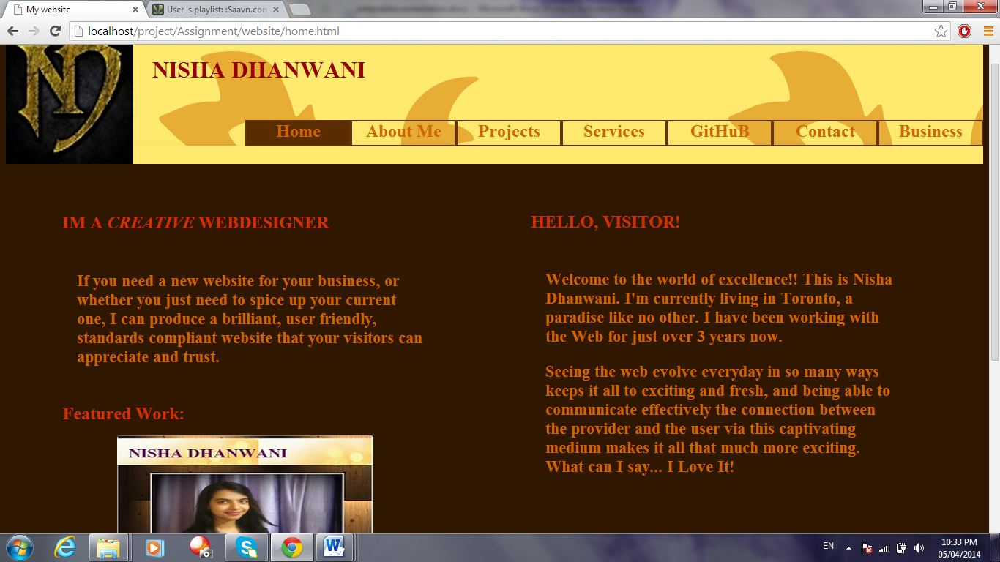 My website
User 's playlist: :Saavn.com
localhost/project/Assignment/website/home.html
ND
NISHA DHANWANI
Home
About Me
Projects
Services
GitHuB
Contact
Business
IM A CREATIVE WEBDESIGNER
If you need a new website for your business, or
whether you just need to spice up your current
one, I can produce a brilliant, user friendly,
standards compliant website that your visitors can
appreciate and trust.
Featured Work:
NISHA DHANWANI
HELLO, VISITOR!
Welcome to the world of excellence!! This is Nisha
Dhanwani. I'm currently living in Toronto, a
paradise like no other. I have been working with
the Web for just over 3 years now.
Seeing the web evolve everyday in so many ways
keeps it all to exciting and fresh, and being able to
communicate effectively the connection between
the provider and the user via this captivating
medium makes it all that much more exciting.
What can I say... I Love It!
EN
10:33 PM
05/04/2014